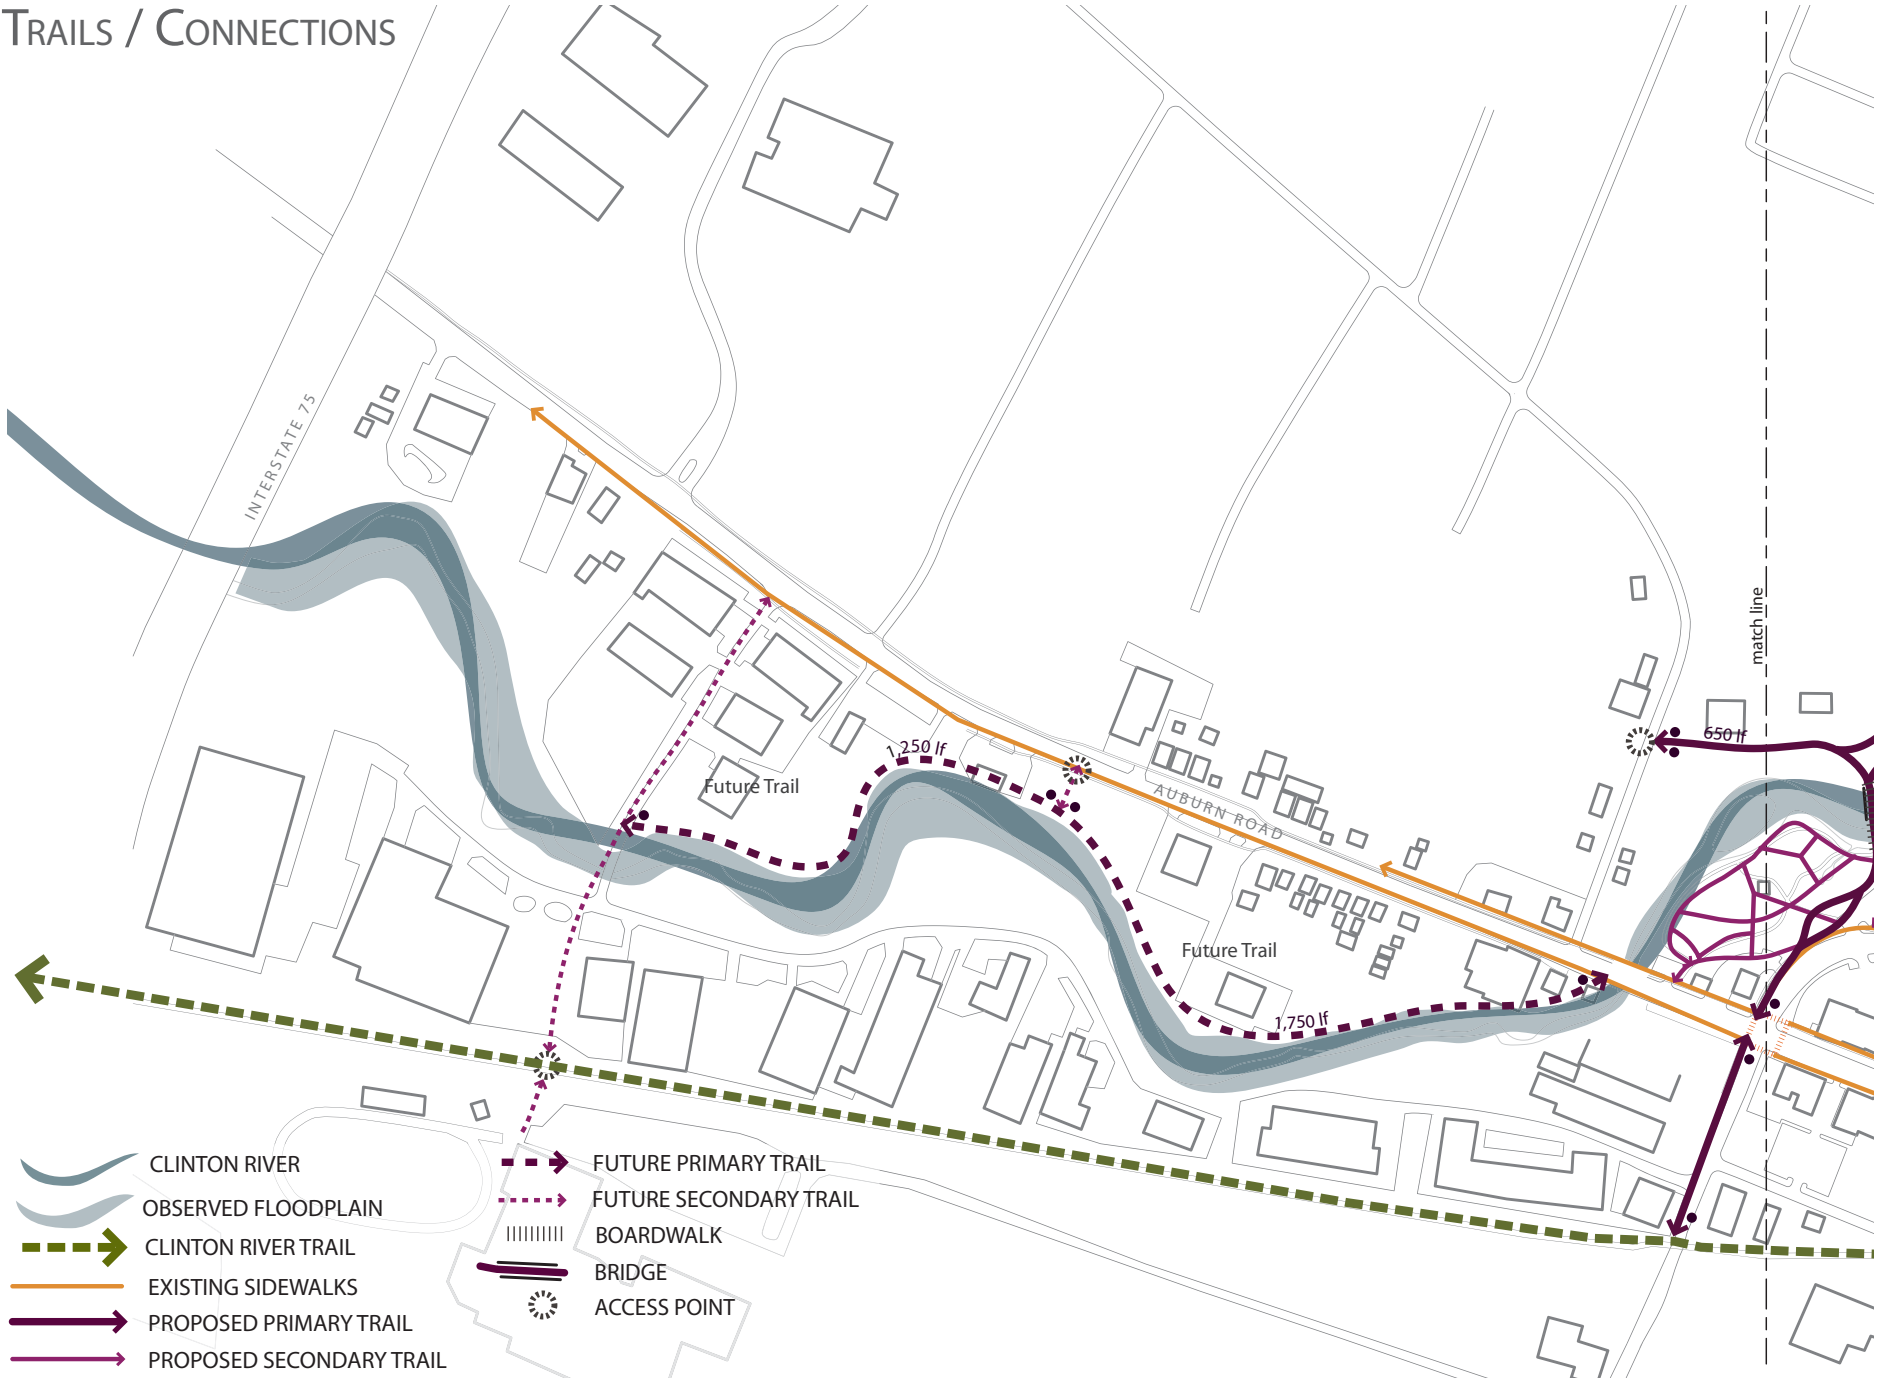 TRAILS / CONNECTIONS
INTERSTATE 75
match line
650 lf
1,250 lf
Future Trail
AUBURN ROAD
Future Trail
1,750 lf
CLINTON RIVER
OBSERVED FLOODPLAIN
CLINTON RIVER TRAIL
EXISTING SIDEWALKS
PROPOSED PRIMARY TRAIL
PROPOSED SECONDARY TRAIL
FUTURE PRIMARY TRAIL
FUTURE SECONDARY TRAIL
BOARDWALK
BRIDGE
ACCESS POINT